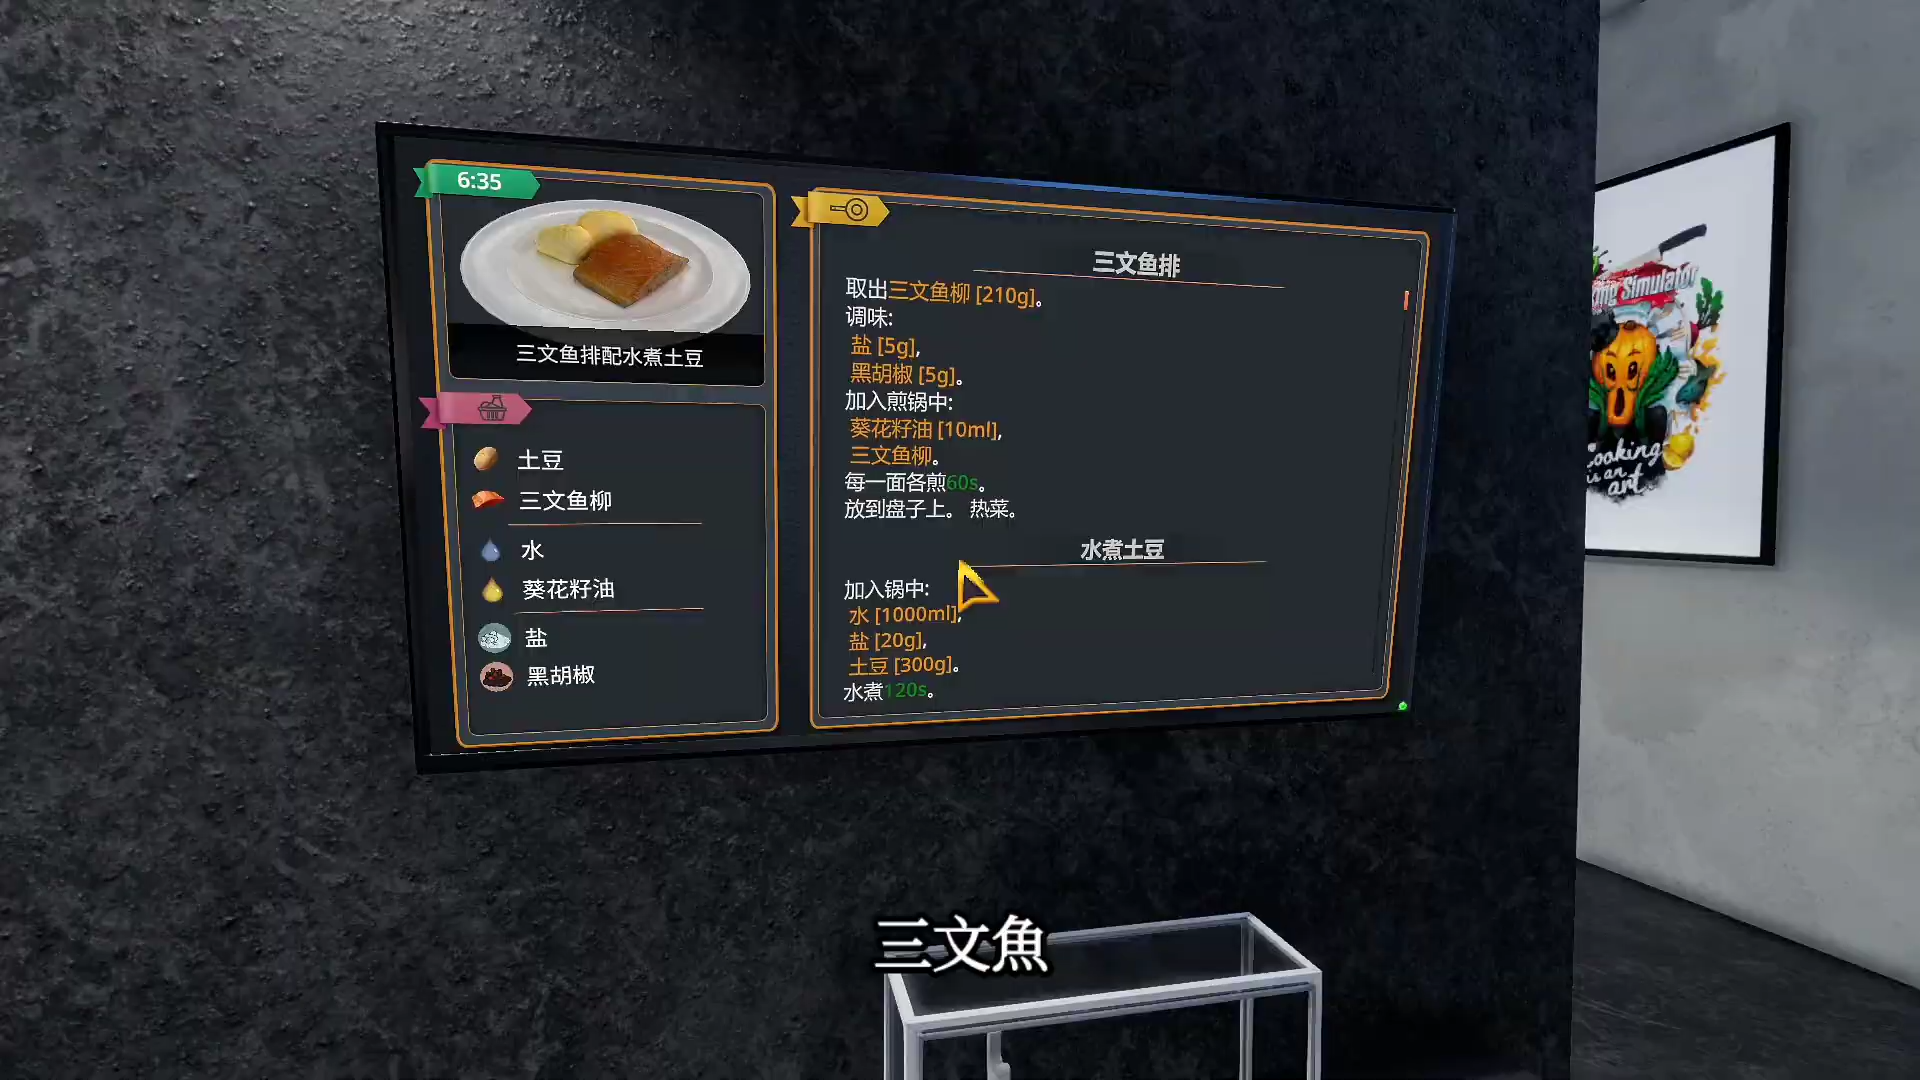 6:35
三文鱼排配水煮土豆
土豆
三文鱼柳
水
葵花籽油
盐
黑胡椒
三文鱼排
取出三文鱼柳 [210g]。
调味:
盐 [5g],
黑胡椒 [5g]。
加入煎锅中:
葵花籽油 [10ml],
三文鱼柳。
每一面各煎60s。
放到盘子上。 热菜。
水煮土豆
加入锅中:
水 [1000ml],
盐 [20g],
土豆 [300g]。
水煮120s。
Simulator
Cooking
is an
art
三文魚